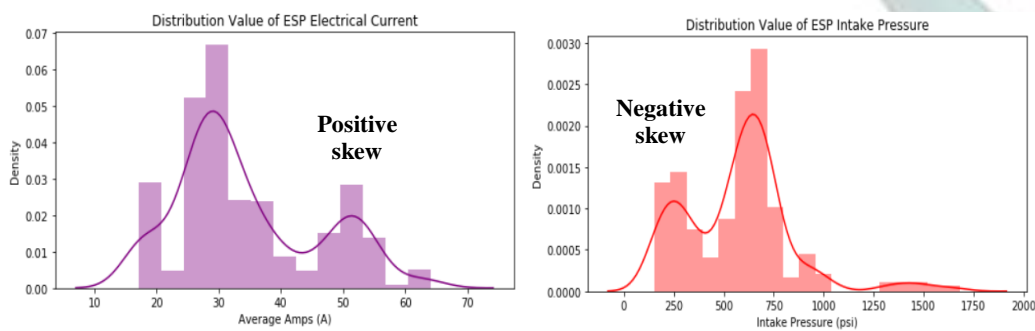 Distribution Value of ESP Electrical Current
0.07
0.06
0.05
0.04
0.03
0.02
0.01
0.00
Density
Positive
skew
10 20 30 40 50 60 70
Average Amps (A)
Distribution Value of ESP Intake Pressure
0.0030
0.0025
0.0020
0.0015
0.0010
0.0005
0.0000
Density
Negative
skew
0 250 500 750 1000 1250 1500 1750 2000
Intake Pressure (psi)